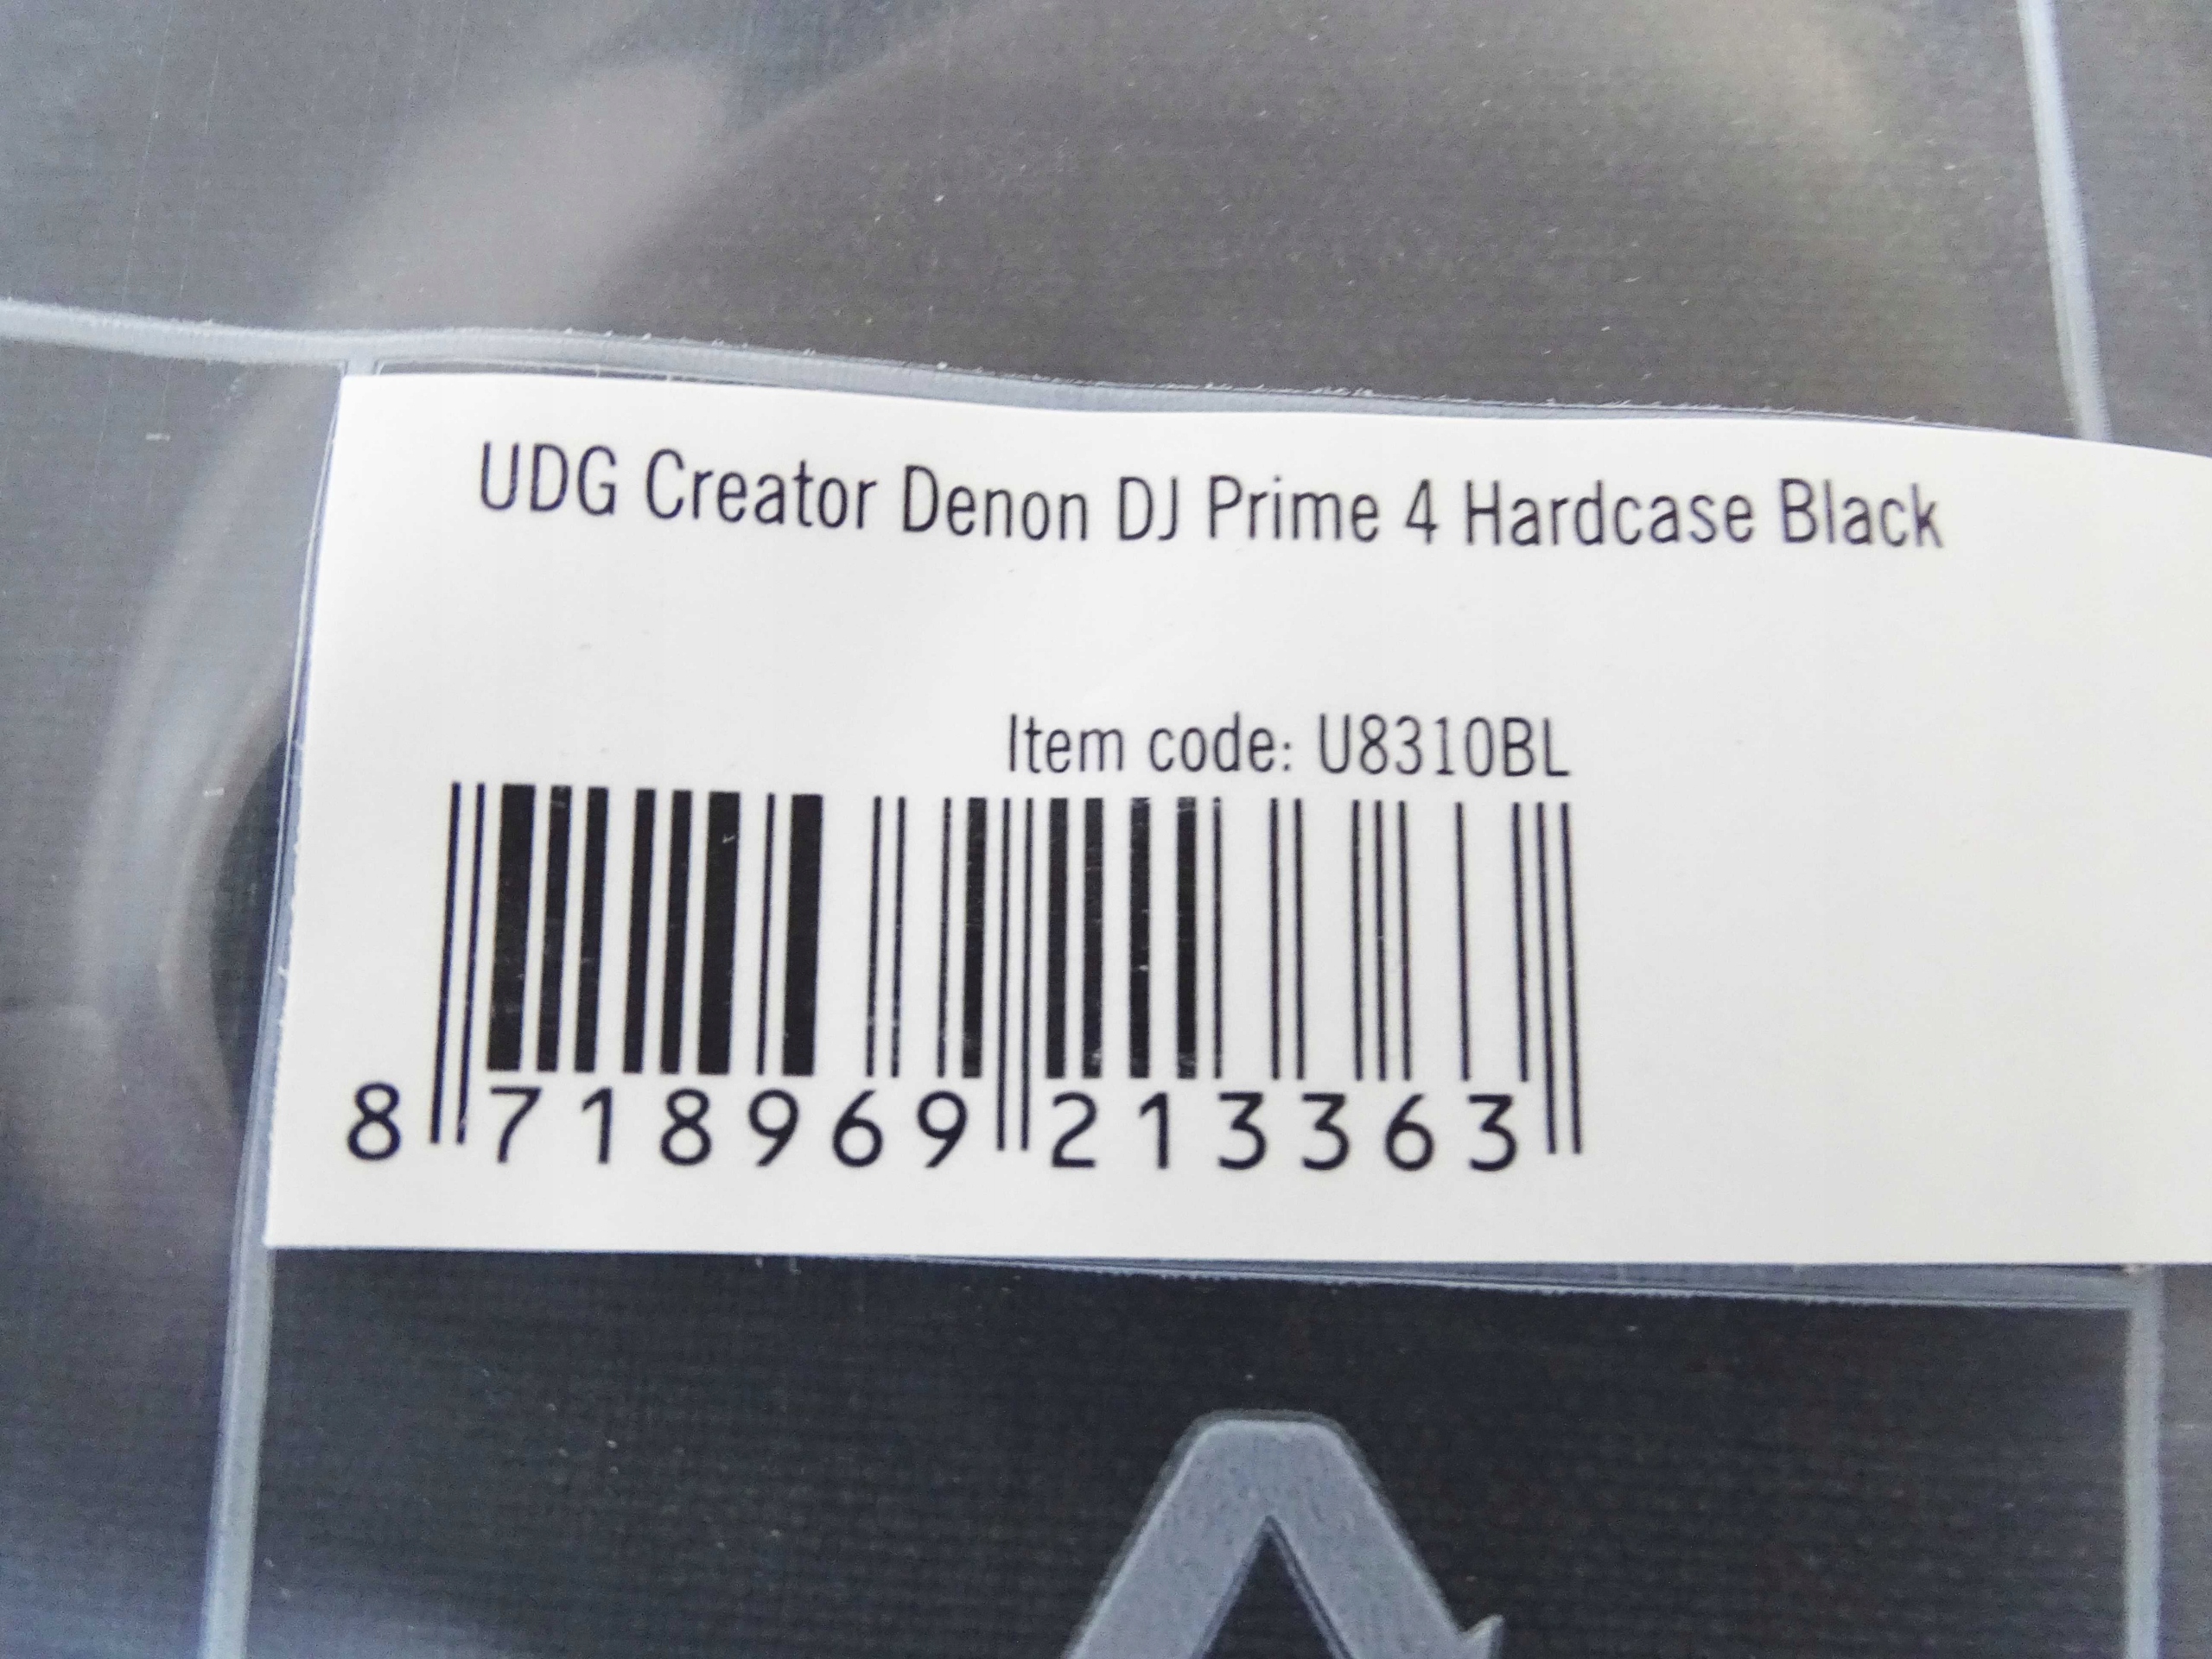 UDG Creator Denon DJ Prime 4 Hardcase Black
Item code: U8310BL
8 718969 213363